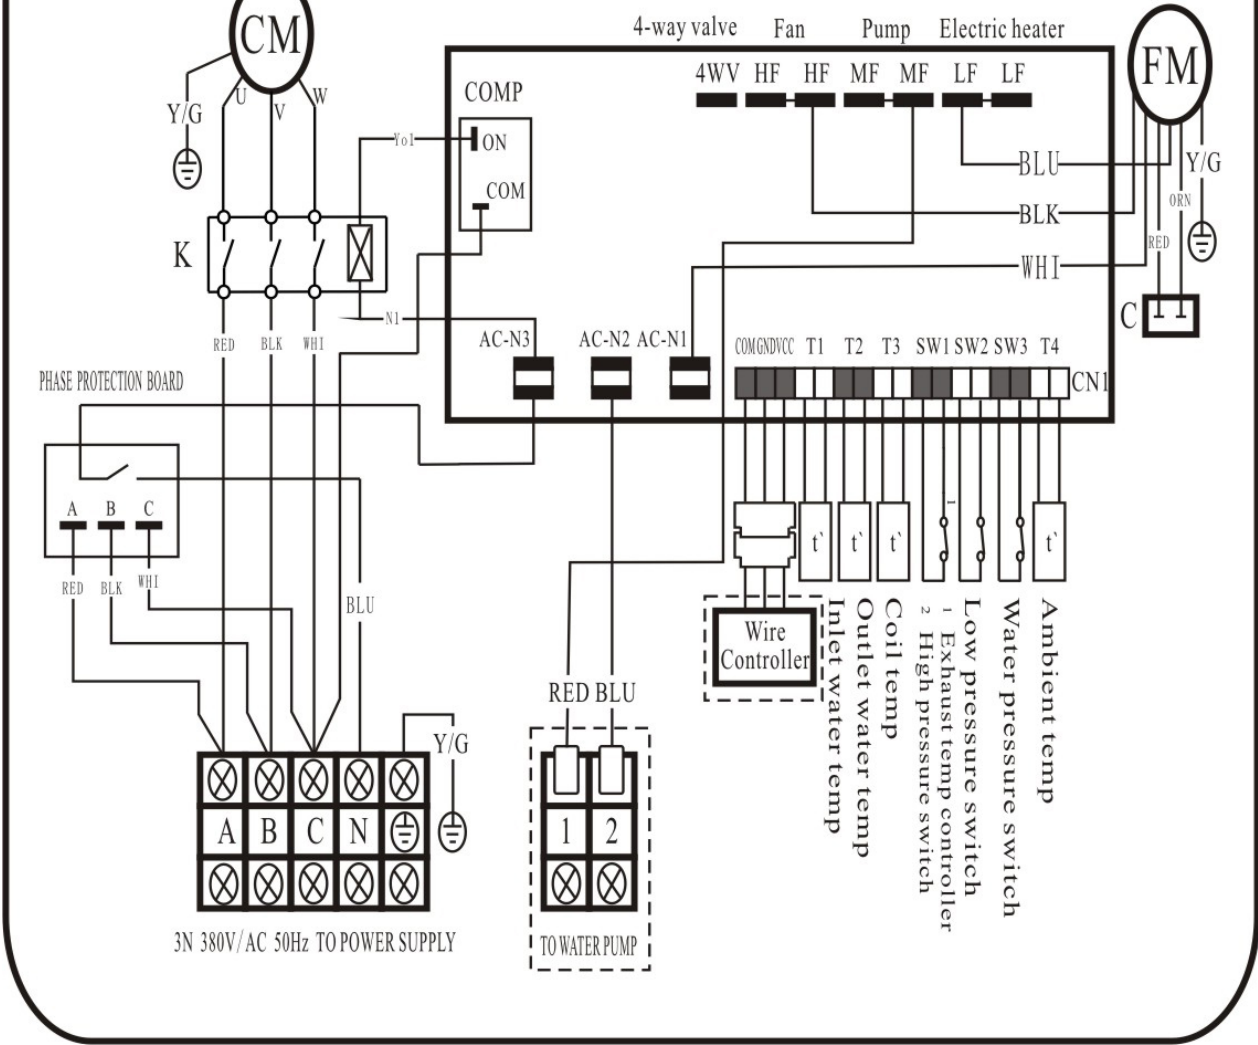 CM
4-way valve Fan Pump Electric heater
FM
4WV HF HF MF MF LF LF
COMP
U
V
W
Y/G
ON
Yo1
COM
BLU
Y/G
ORN
BLK
RED
WHI
K
N1
C
RED BLK WHI
AC-N3 AC-N2 AC-N1
COM GND VCC T1 T2 T3 SW1 SW2 SW3 T4
CN1
PHASE PROTECTION BOARD
A B C
1
t` t` t` t`
RED BLK WHI
BLU
Wire
Controller
Inlet water temp
Outlet water temp
Coil temp
2 High pressure switch
1 Exhaust temp controller
Low pressure switch
Water pressure switch
Ambient temp
RED BLU
Y/G
A B C N
1 2
3N 380V/AC 50Hz TO POWER SUPPLY
TO WATER PUMP